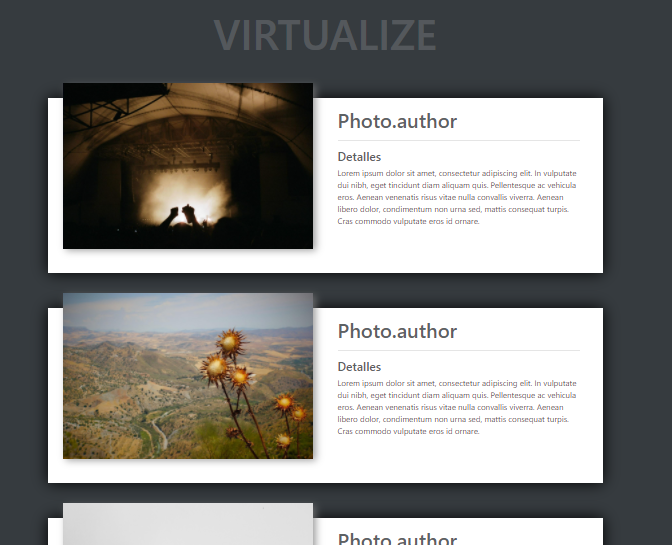 VIRTUALIZE
Photo.author
Detalles
Lorem ipsum dolor sit amet, consectetur adipiscing elit. In vulputate
dui nibh, eget tincidunt diam aliquam quis. Pellentesque ac vehicula
eros. Aenean venenatis risus vitae nulla convallis viverra. Aenean
libero dolor, condimentum non urna sed, mattis consequat turpis.
Cras commodo vulputate eros id ornare.
Photo.author
Detalles
Lorem ipsum dolor sit amet, consectetur adipiscing elit. In vulputate
dui nibh, eget tincidunt diam aliquam quis. Pellentesque ac vehicula
eros. Aenean venenatis risus vitae nulla convallis viverra. Aenean
libero dolor, condimentum non urna sed, mattis consequat turpis.
Cras commodo vulputate eros id ornare.
Photo.author